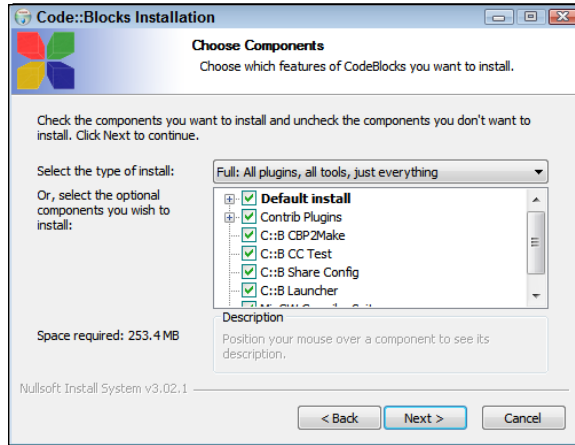 Code::Blocks Installation
Choose Components
Choose which features of CodeBlocks you want to install.
Check the components you want to install and uncheck the components you don't want to
install. Click Next to continue.
Select the type of install:
Full: All plugins, all tools, just everything
Or, select the optional
components you wish to
install:
Default install
Contrib Plugins
C::B CBP2Make
C::B CC Test
C::B Share Config
C::B Launcher
Space required: 253.4 MB
Description
Position your mouse over a component to see its
description.
Nullsoft Install System v3.02.1
< Back
Next >
Cancel